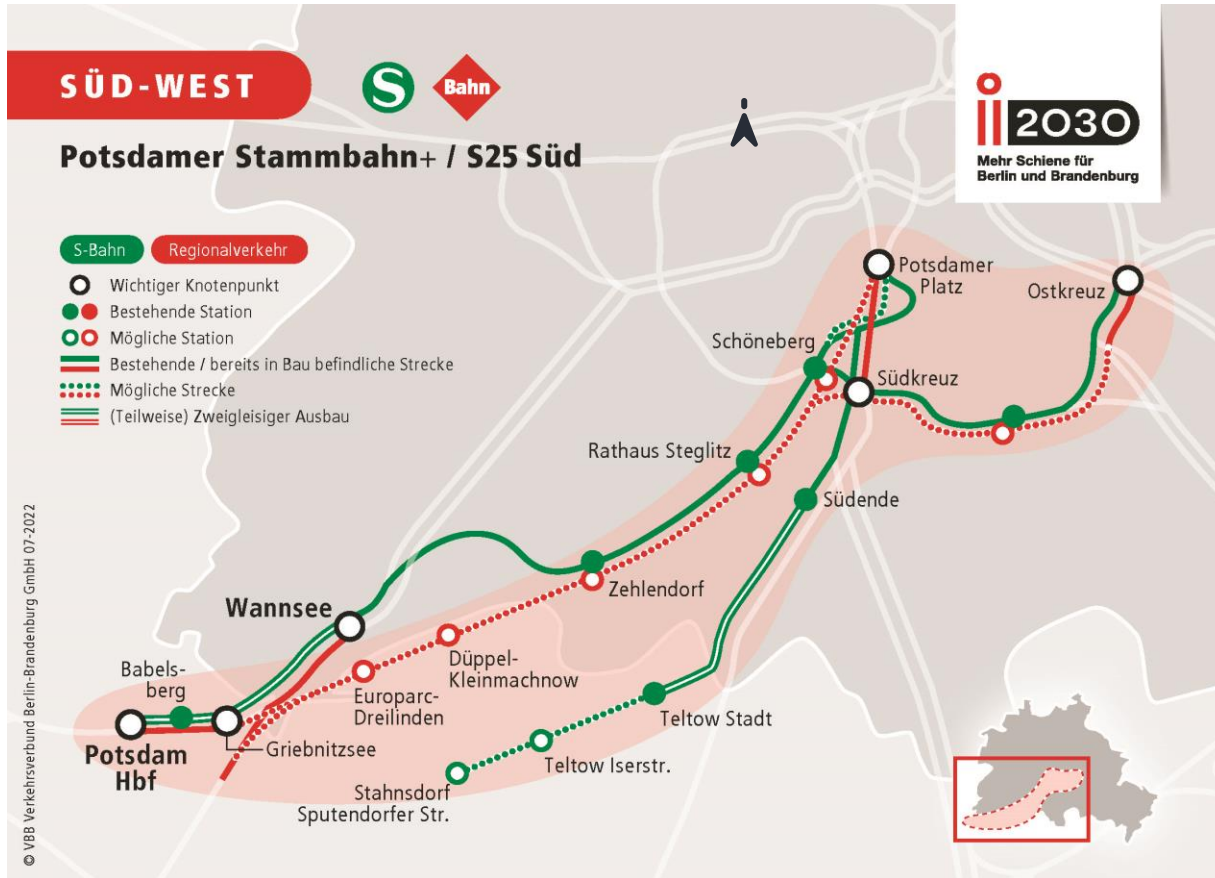 SÜD-WEST
S
Bahn
Potsdamer Stammbahn+ / S25 Süd
i2030
Mehr Schiene für
Berlin und Brandenburg
S-Bahn
Regionalverkehr
Wichtiger Knotenpunkt
Bestehende Station
Mögliche Station
Bestehende / bereits in Bau befindliche Strecke
Mögliche Strecke
(Teilweise) Zweigleisiger Ausbau
Potsdamer
Platz
Ostkreuz
Schöneberg
Südkreuz
Rathaus Steglitz
Südende
Zehlendorf
Wannsee
Düppel-
Kleinmachnow
Babels-
berg
Europarc-
Dreilinden
Teltow Stadt
Griebnitzsee
Potsdam
Hbf
Teltow Iserstr.
Stahnsdorf
Sputendorfer Str.
© VBB Verkehrsverbund Berlin-Brandenburg GmbH 07-2022